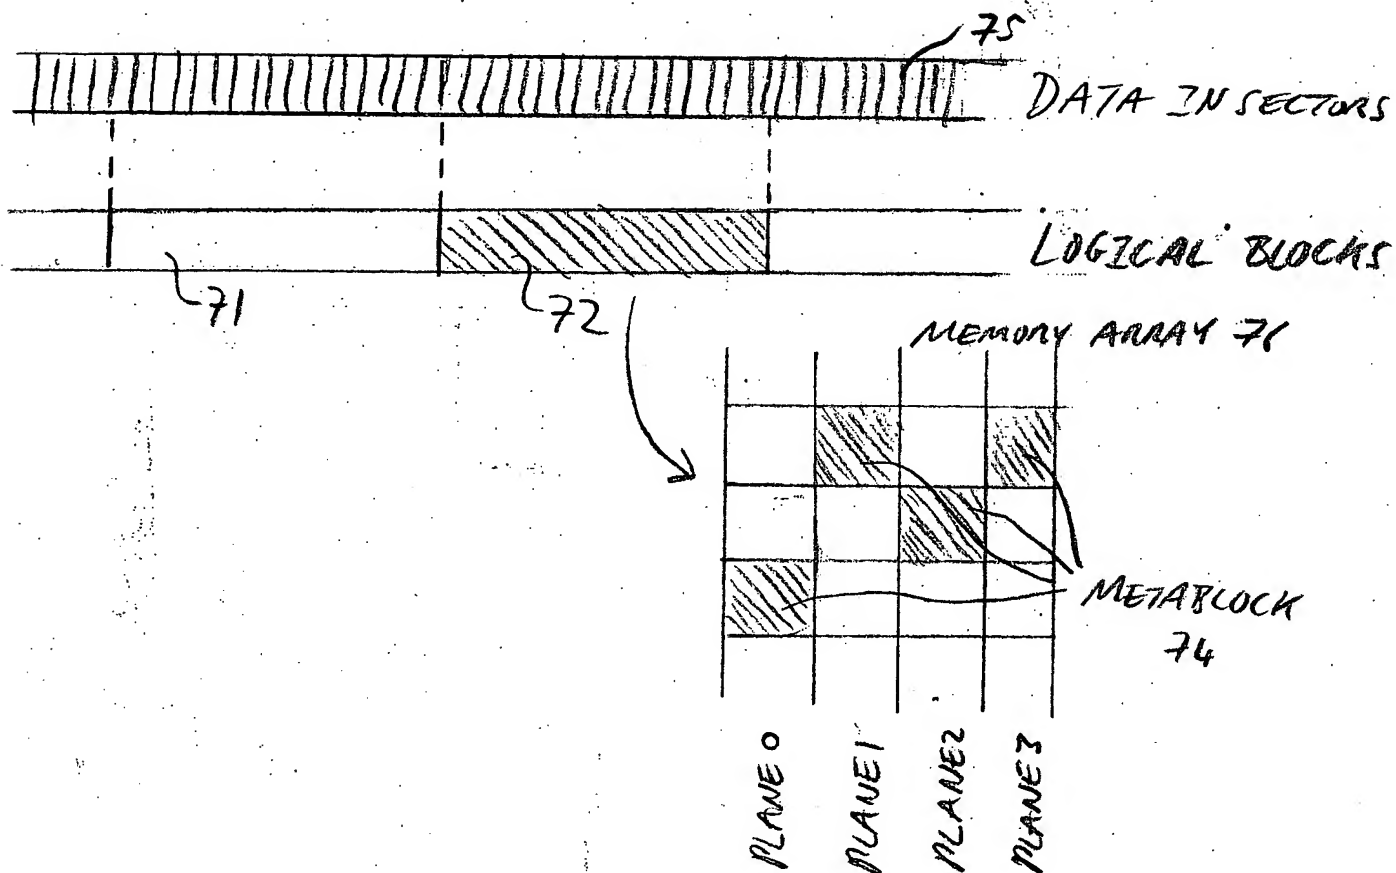 75
DATA IN SECTORS
LOGICAL BLOCKS
71
72
MEMORY ARRAY 76
METABLOCK
74
PLANE 0
PLANE 1
PLANE 2
PLANE 3